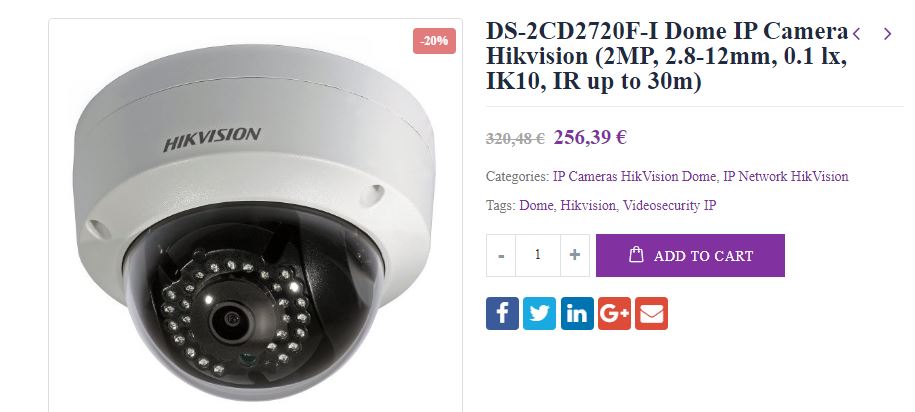 -20%
HIKVISION
DS-2CD2720F-I Dome IP Camera
Hikvision (2MP, 2.8-12mm, 0.1 lx,
IK10, IR up to 30m)
320,48 € 256,39 €
Categories: IP Cameras HikVision Dome, IP Network HikVision
Tags: Dome, Hikvision, Videosecurity IP
- 1 + ADD TO CART
f in G+